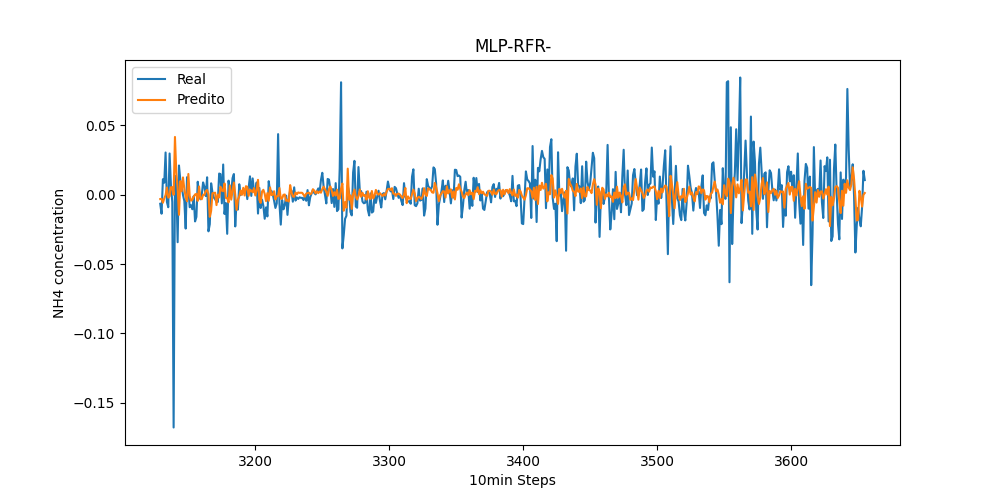 MLP-RFR-
Real
Predito
0.05
0.00
−0.05
−0.10
−0.15
NH4 concentration
3200
3300
3400
3500
3600
10min Steps